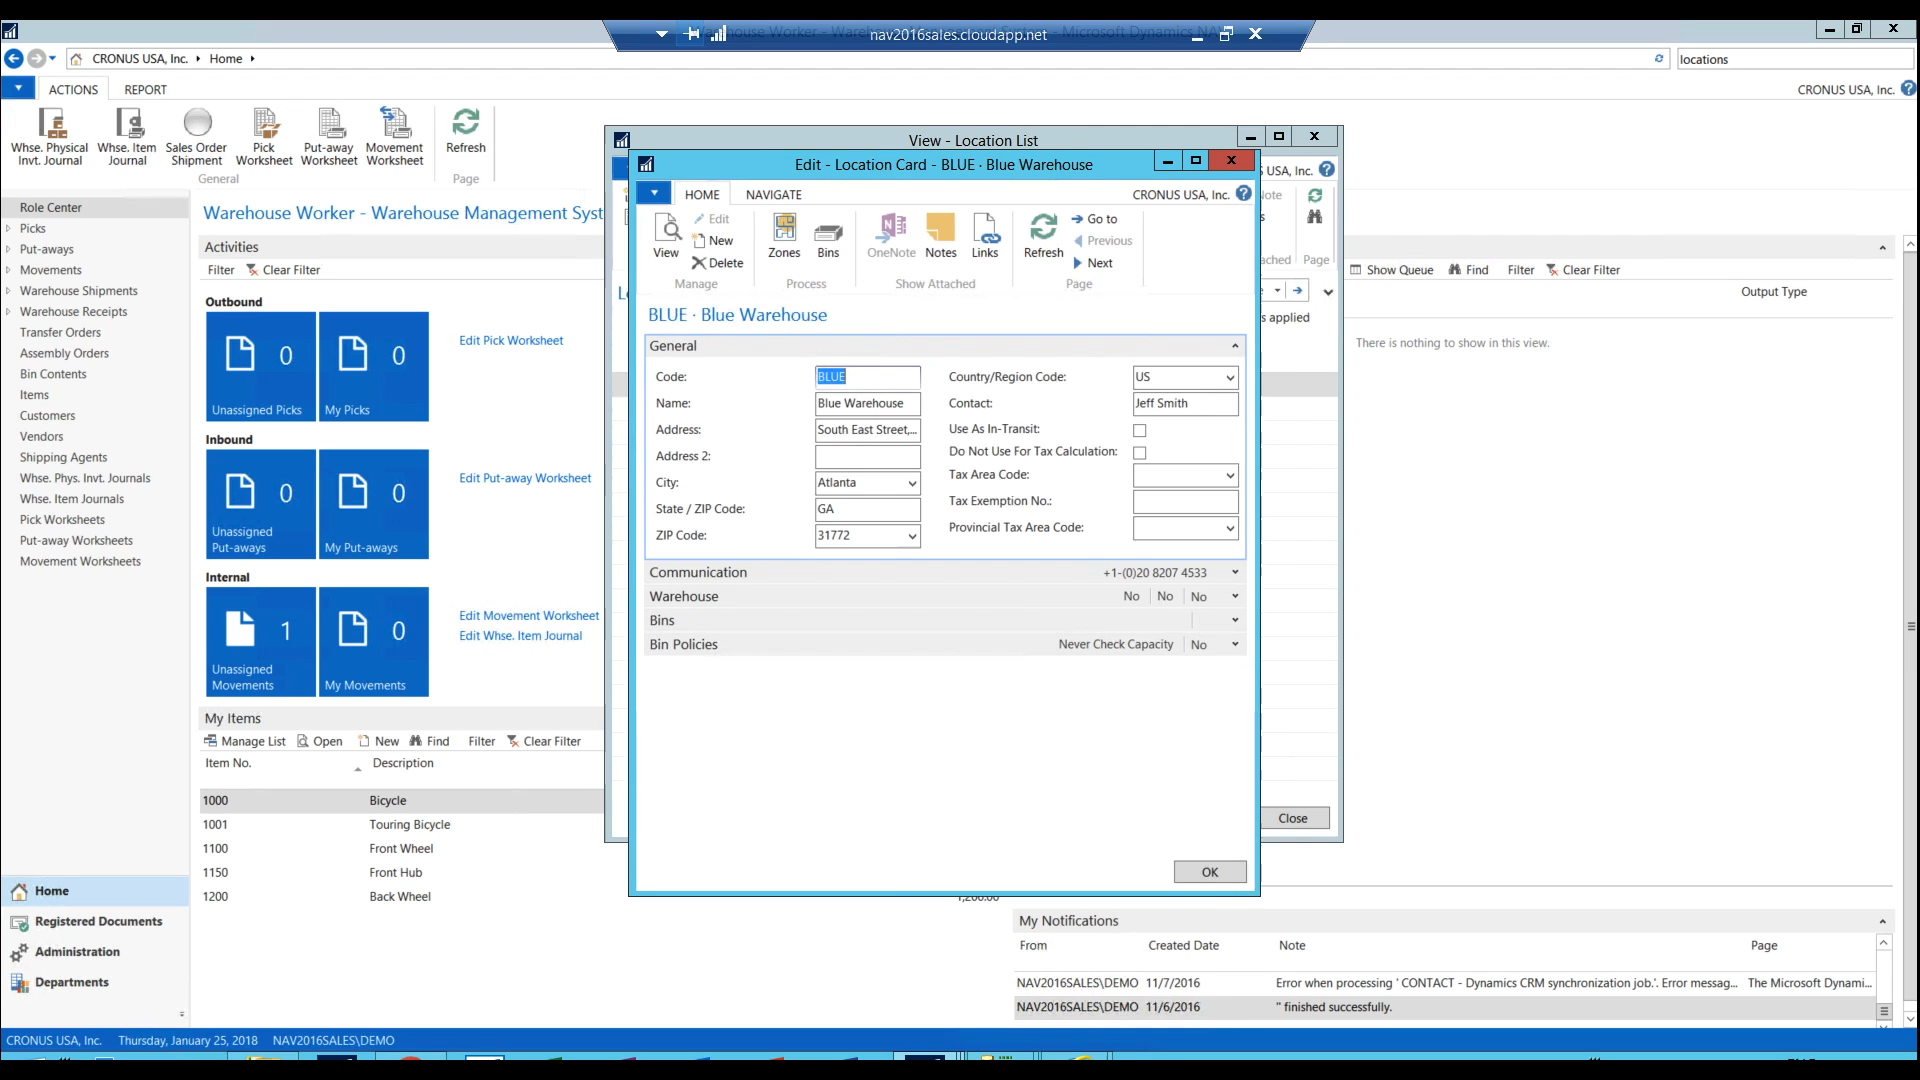 nav2016sales.cloudapp.net
CRONUS USA, Inc. Home
locations
ACTIONS REPORT
CRONUS USA, Inc.
Whse. Physical Invt. Journal
Whse. Item Journal
Sales Order Shipment
Pick Worksheet
Put-away Worksheet
Movement Worksheet
Refresh
General
Page
Role Center
Picks
Put-aways
Movements
Warehouse Shipments
Warehouse Receipts
Transfer Orders
Assembly Orders
Bin Contents
Items
Customers
Vendors
Shipping Agents
Whse. Phys. Invt. Journals
Whse. Item Journals
Pick Worksheets
Put-away Worksheets
Movement Worksheets
Home
Registered Documents
Administration
Departments
Warehouse Worker - Warehouse Management Syst
Activities
Filter Clear Filter
Outbound
0 Unassigned Picks
0 My Picks
Edit Pick Worksheet
Inbound
0 Unassigned Put-aways
0 My Put-aways
Edit Put-away Worksheet
Internal
1 Unassigned Movements
0 My Movements
Edit Movement Worksheet
Edit Whse. Item Journal
My Items
Manage List Open New Find Filter Clear Filter
Item No. Description
1000 Bicycle
1001 Touring Bicycle
1100 Front Wheel
1150 Front Hub
1200 Back Wheel
1,200.00
View - Location List
USA, Inc.
Page
s applied
Close
Edit - Location Card - BLUE · Blue Warehouse
HOME NAVIGATE
CRONUS USA, Inc.
View
Edit
New
Delete
Manage
Zones
Bins
Process
OneNote
Notes
Links
Show Attached
Refresh
Go to
Previous
Next
Page
BLUE · Blue Warehouse
General
Code: BLUE
Name: Blue Warehouse
Address: South East Street,...
Address 2:
City: Atlanta
State / ZIP Code: GA
ZIP Code: 31772
Country/Region Code: US
Contact: Jeff Smith
Use As In-Transit:
Do Not Use For Tax Calculation:
Tax Area Code:
Tax Exemption No.:
Provincial Tax Area Code:
Communication +1-(0)20 8207 4533
Warehouse No No No
Bins
Bin Policies Never Check Capacity No
OK
Show Queue Find Filter Clear Filter
Output Type
There is nothing to show in this view.
My Notifications
From Created Date Note Page
NAV2016SALES\DEMO 11/7/2016 Error when processing ' CONTACT - Dynamics CRM synchronization job.'. Error messag... The Microsoft Dynami...
NAV2016SALES\DEMO 11/6/2016 '' finished successfully.
CRONUS USA, Inc. Thursday, January 25, 2018 NAV2016SALES\DEMO